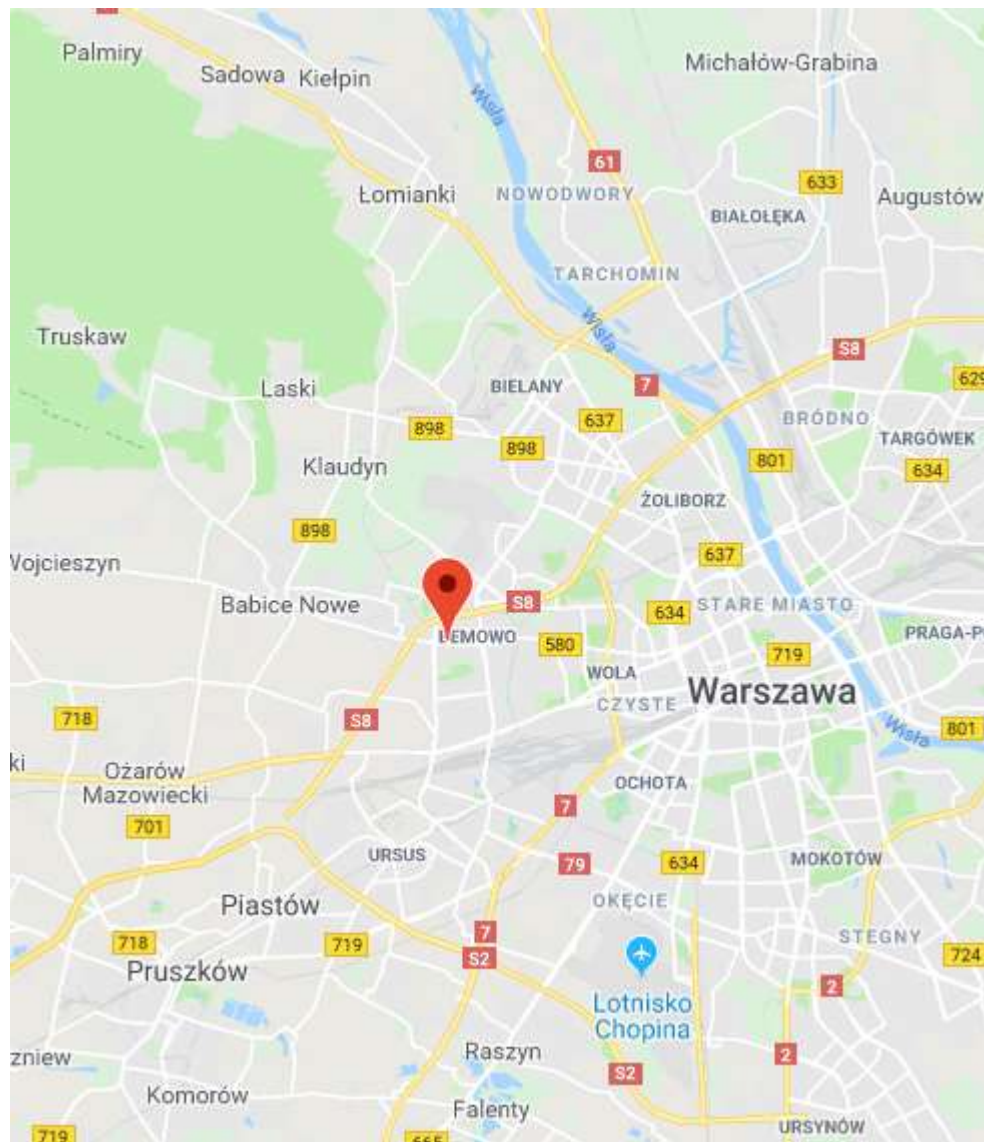 Palmiry
Sadowa
Kiełpin
Wisła
Michałów-Grabina
61
633
Łomianki
NOWODWORY
Augustów
BIAŁOŁĘKA
TARCHOMIN
Wisła
Truskaw
S8
Laski
BIELANY
7
629
898
637
BRÓDNO
898
TARGÓWEK
Klaudyn
801
634
ŻOLIBORZ
898
Wojcieszyn
637
Babice Nowe
S8
634
STARE MIASTO
BEMOWO
580
PRAGA-P
719
WOLA
Warszawa
CZYSTE
718
S8
Wisła
801
ki
Ożarów
Mazowiecki
OCHOTA
701
7
URSUS
79
634
MOKOTÓW
Piastów
OKĘCIE
718
719
7
STEGNY
S2
724
Pruszków
2
Lotnisko
Chopina
zniew
Raszyn
2
S2
Komorów
Falenty
719
665
URSYNÓW